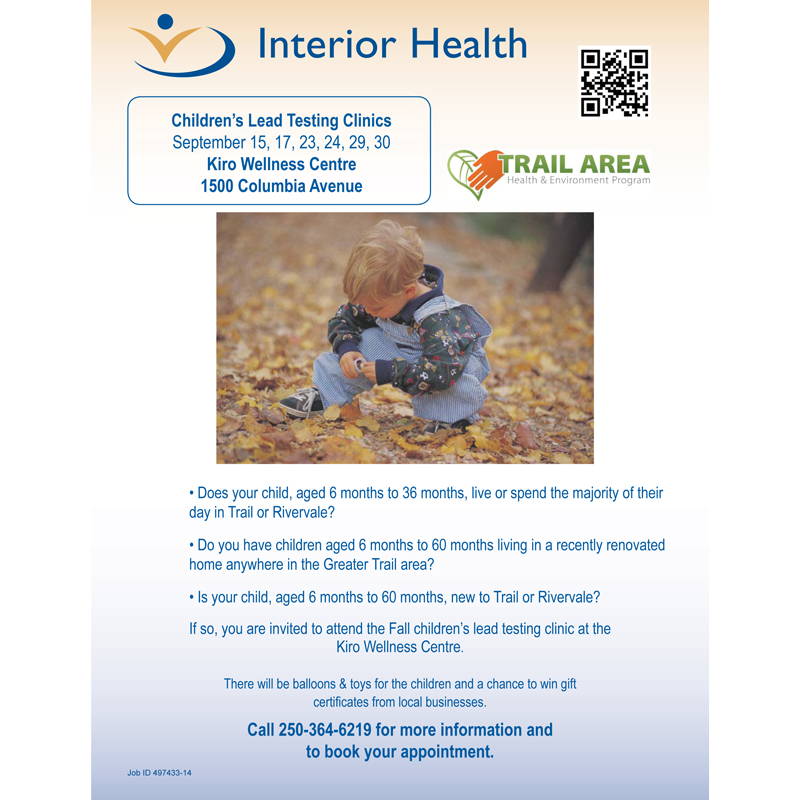 Interior Health
Children's Lead Testing Clinics
September 15, 17, 23, 24, 29, 30
Kiro Wellness Centre
1500 Columbia Avenue
TRAIL AREA
Health & Environment Program
• Does your child, aged 6 months to 36 months, live or spend the majority of their
day in Trail or Rivervale?
• Do you have children aged 6 months to 60 months living in a recently renovated
home anywhere in the Greater Trail area?
• Is your child, aged 6 months to 60 months, new to Trail or Rivervale?
If so, you are invited to attend the Fall children's lead testing clinic at the
Kiro Wellness Centre.
There will be balloons & toys for the children and a chance to win gift
certificates from local businesses.
Call 250-364-6219 for more information and
to book your appointment.
Job ID 497433-14